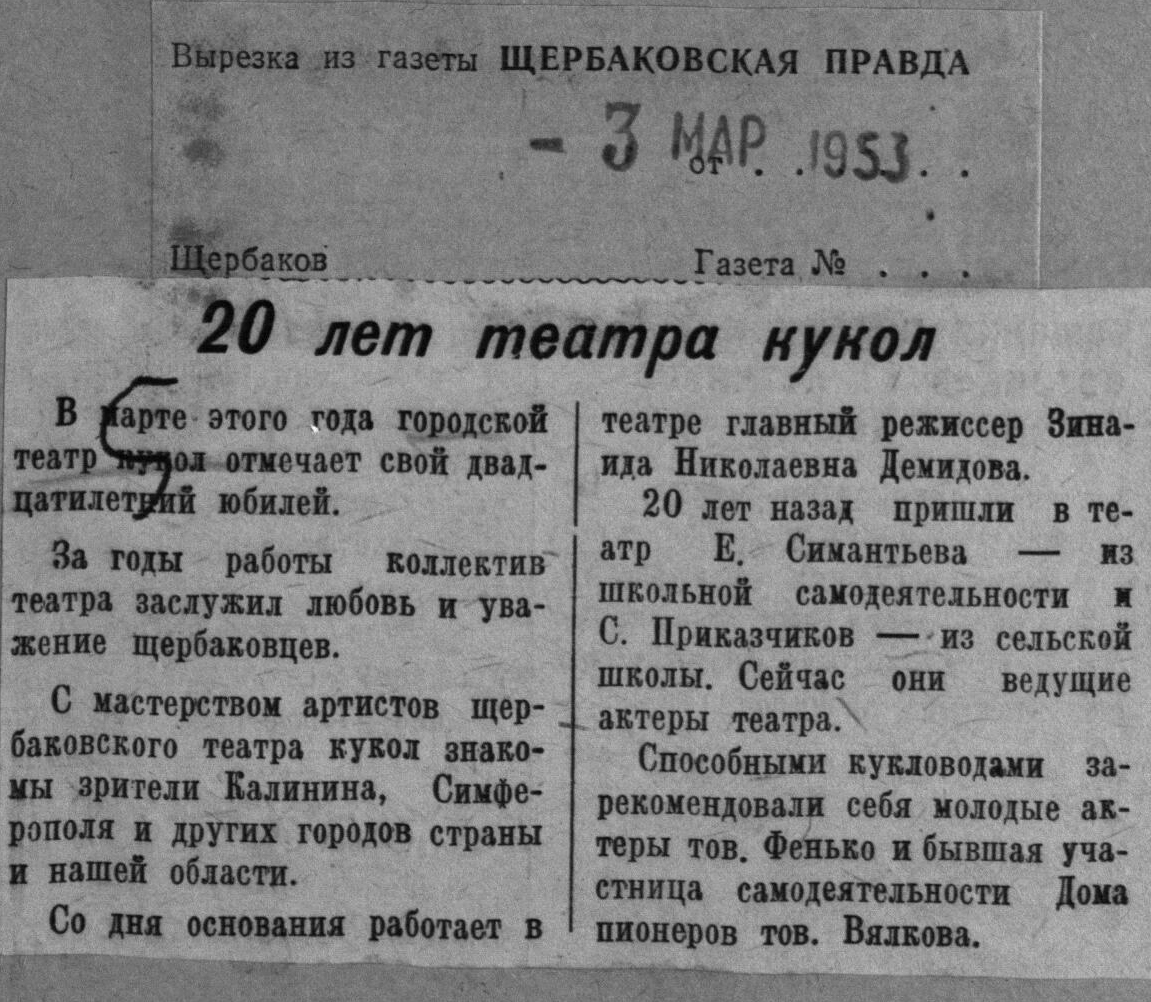 Вырезка из газеты ЩЕРБАКОВСКАЯ ПРАВДА
- 3 МАР 1953
от . . . . .
Щербаков Газета № . . .
20 лет театра кукол
В марте этого года городской
театр кукол отмечает свой двад-
цатилетний юбилей.
За годы работы коллектив
театра заслужил любовь и ува-
жение щербаковцев.
С мастерством артистов щер-
баковского театра кукол знако-
мы зрители Калинина, Симфе-
рополя и других городов страны
и нашей области.
Со дня основания работает в
театре главный режиссер Зина-
ида Николаевна Демидова.
20 лет назад пришли в те-
атр Е. Симантьева — из
школьной самодеятельности и
С. Приказчиков — из сельской
школы. Сейчас они ведущие
актеры театра.
Способными кукловодами за-
рекомендовали себя молодые ак-
теры тов. Фенько и бывшая уча-
стница самодеятельности Дома
пионеров тов. Вялкова.